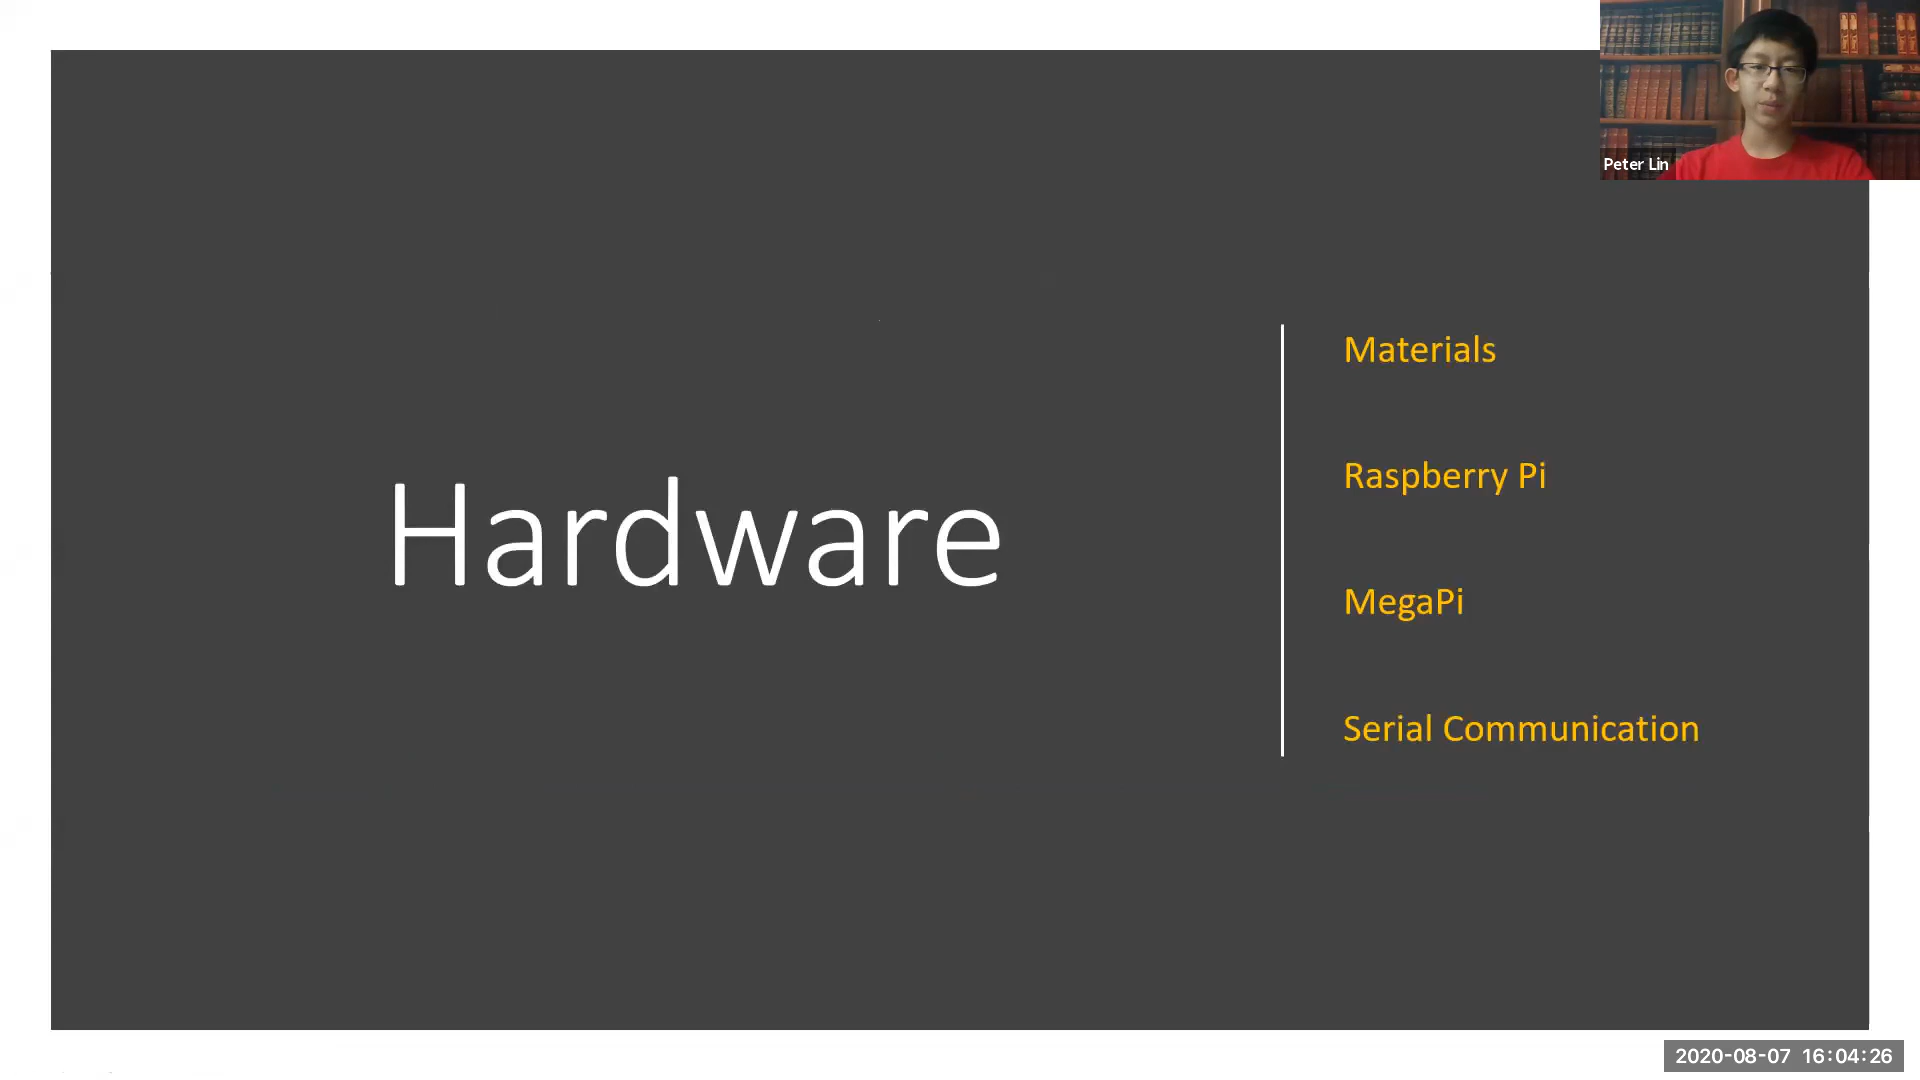 Peter Lin
Hardware
Materials
Raspberry Pi
MegaPi
Serial Communication
2020-08-07 16:04:26